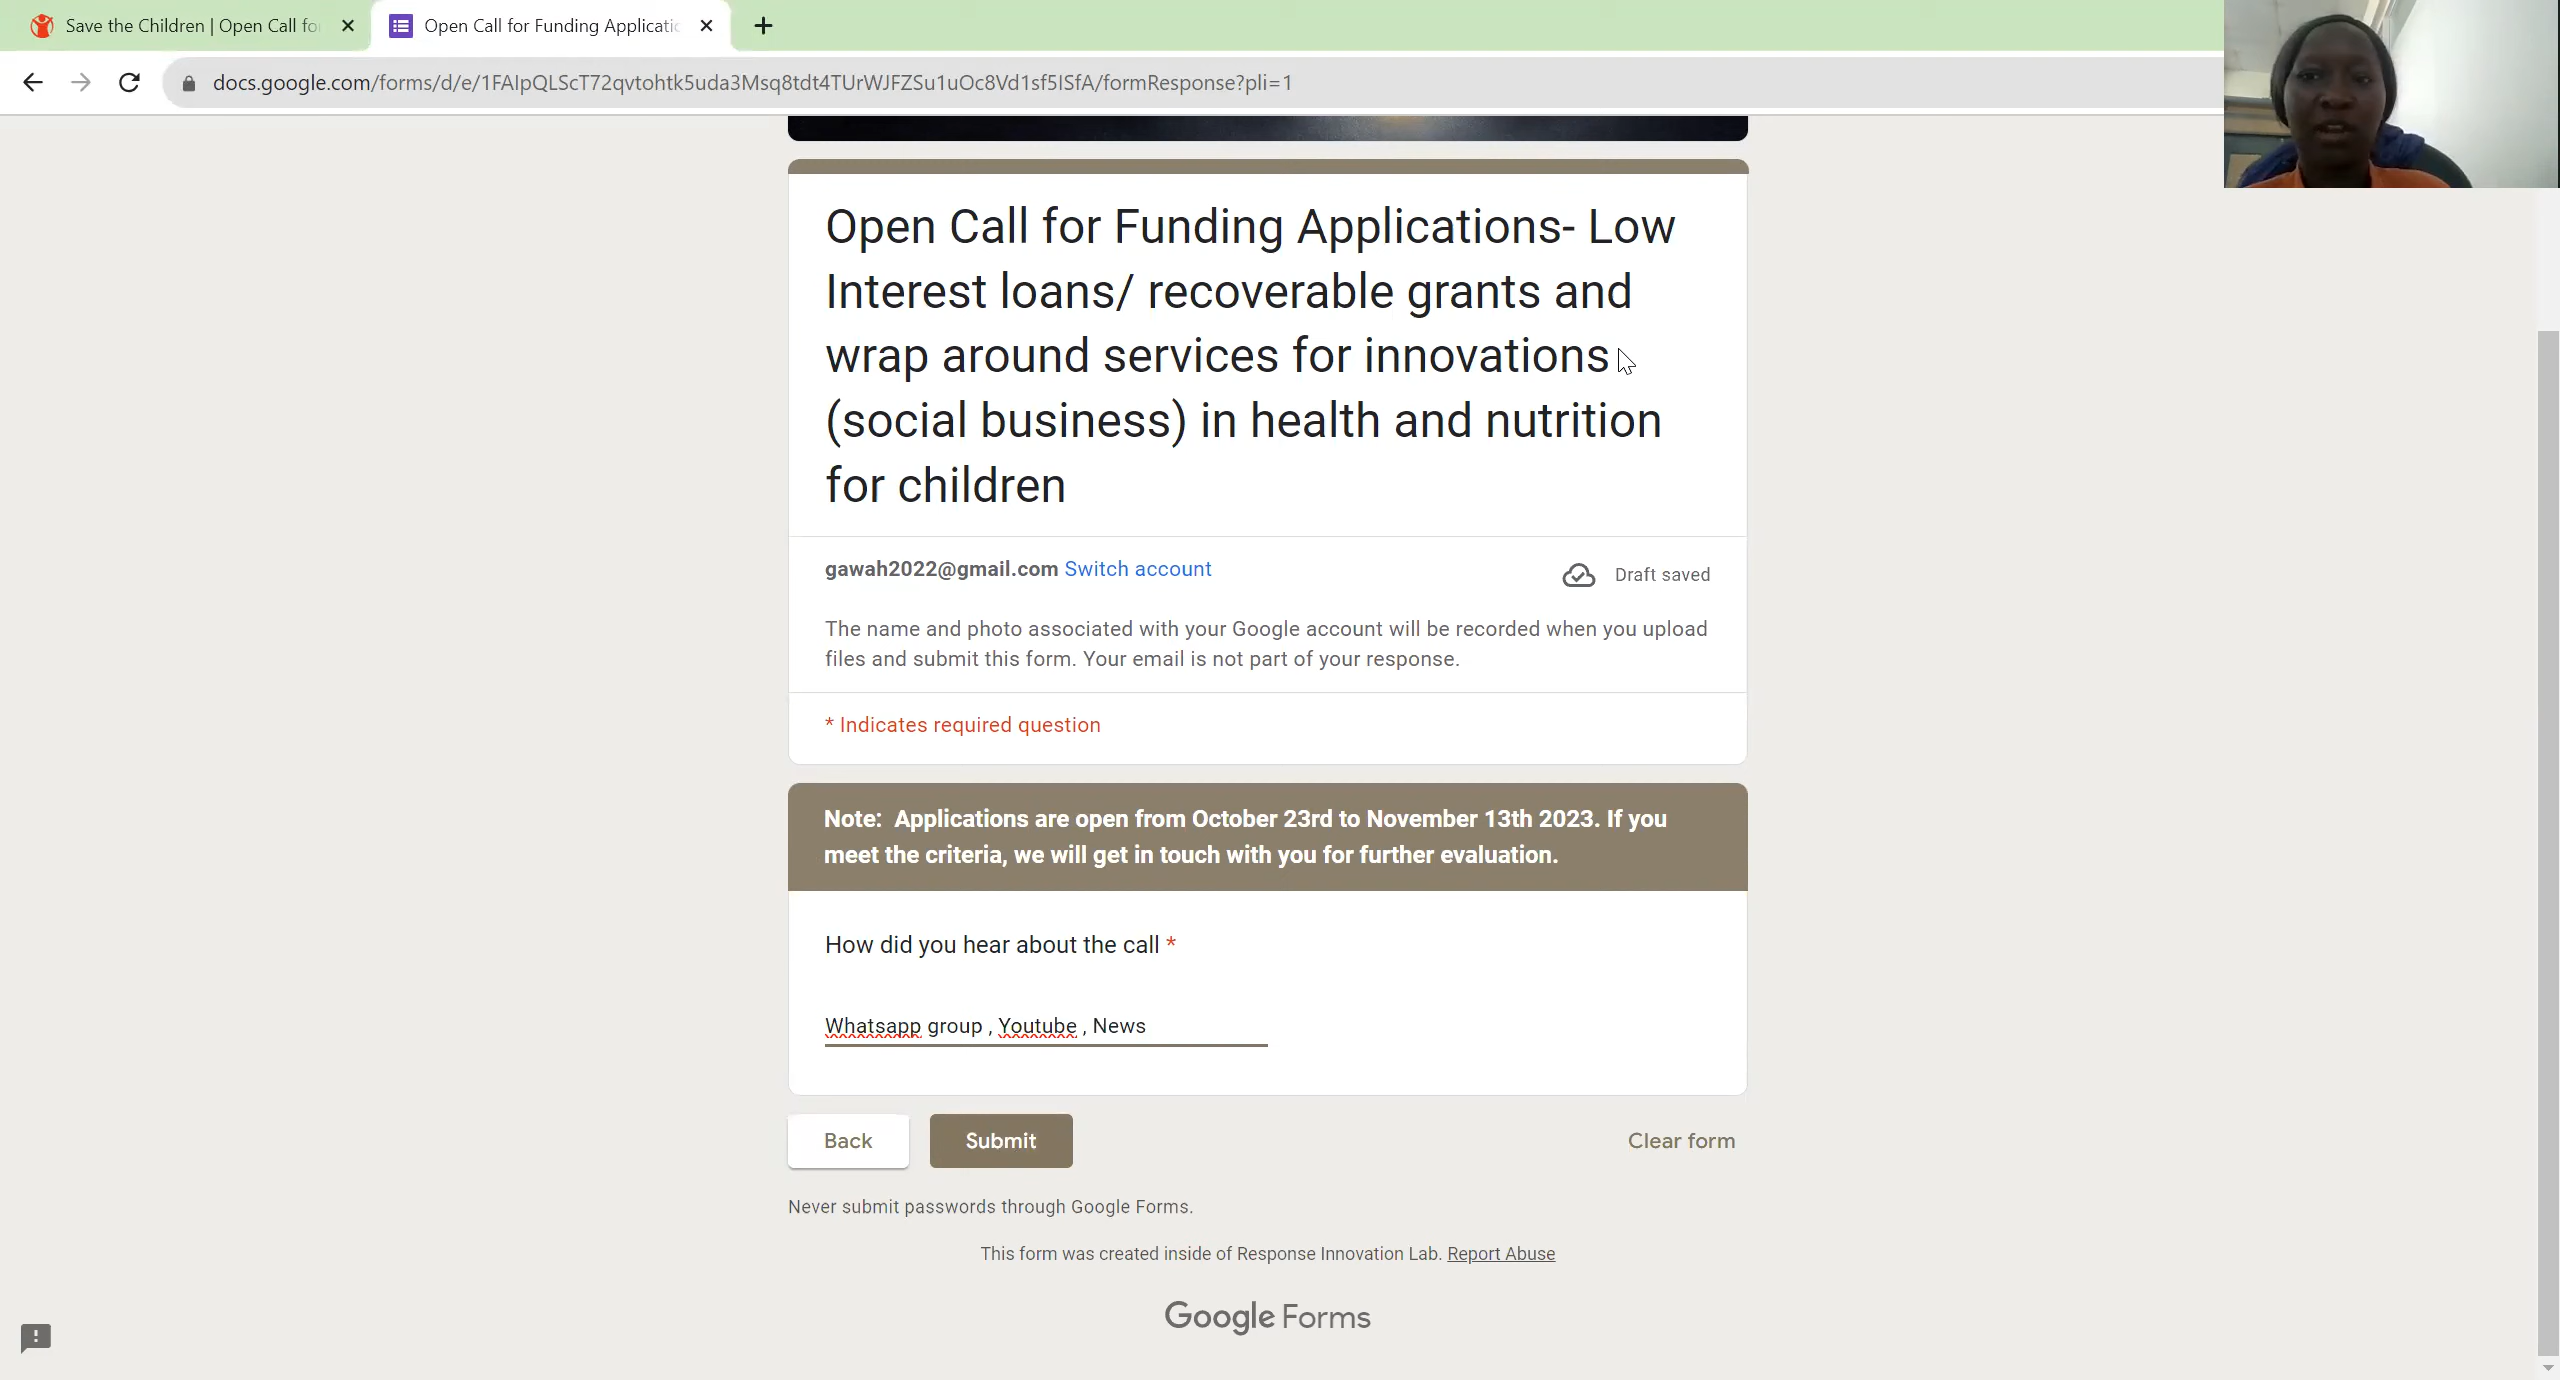 Save the Children | Open Call fo
Open Call for Funding Applicatio
docs.google.com/forms/d/e/1FAIpQLScT72qvtohtk5uda3Msq8tdt4TUrWJFZSu1uOc8Vd1sf5ISfA/formResponse?pli=1
Open Call for Funding Applications- Low
Interest loans/ recoverable grants and
wrap around services for innovations
(social business) in health and nutrition
for children
gawah2022@gmail.com Switch account
Draft saved
The name and photo associated with your Google account will be recorded when you upload
files and submit this form. Your email is not part of your response.
* Indicates required question
Note:  Applications are open from October 23rd to November 13th 2023. If you
meet the criteria, we will get in touch with you for further evaluation.
How did you hear about the call *
Whatsapp group , Youtube , News
Back
Submit
Clear form
Never submit passwords through Google Forms.
This form was created inside of Response Innovation Lab. Report Abuse
Google Forms